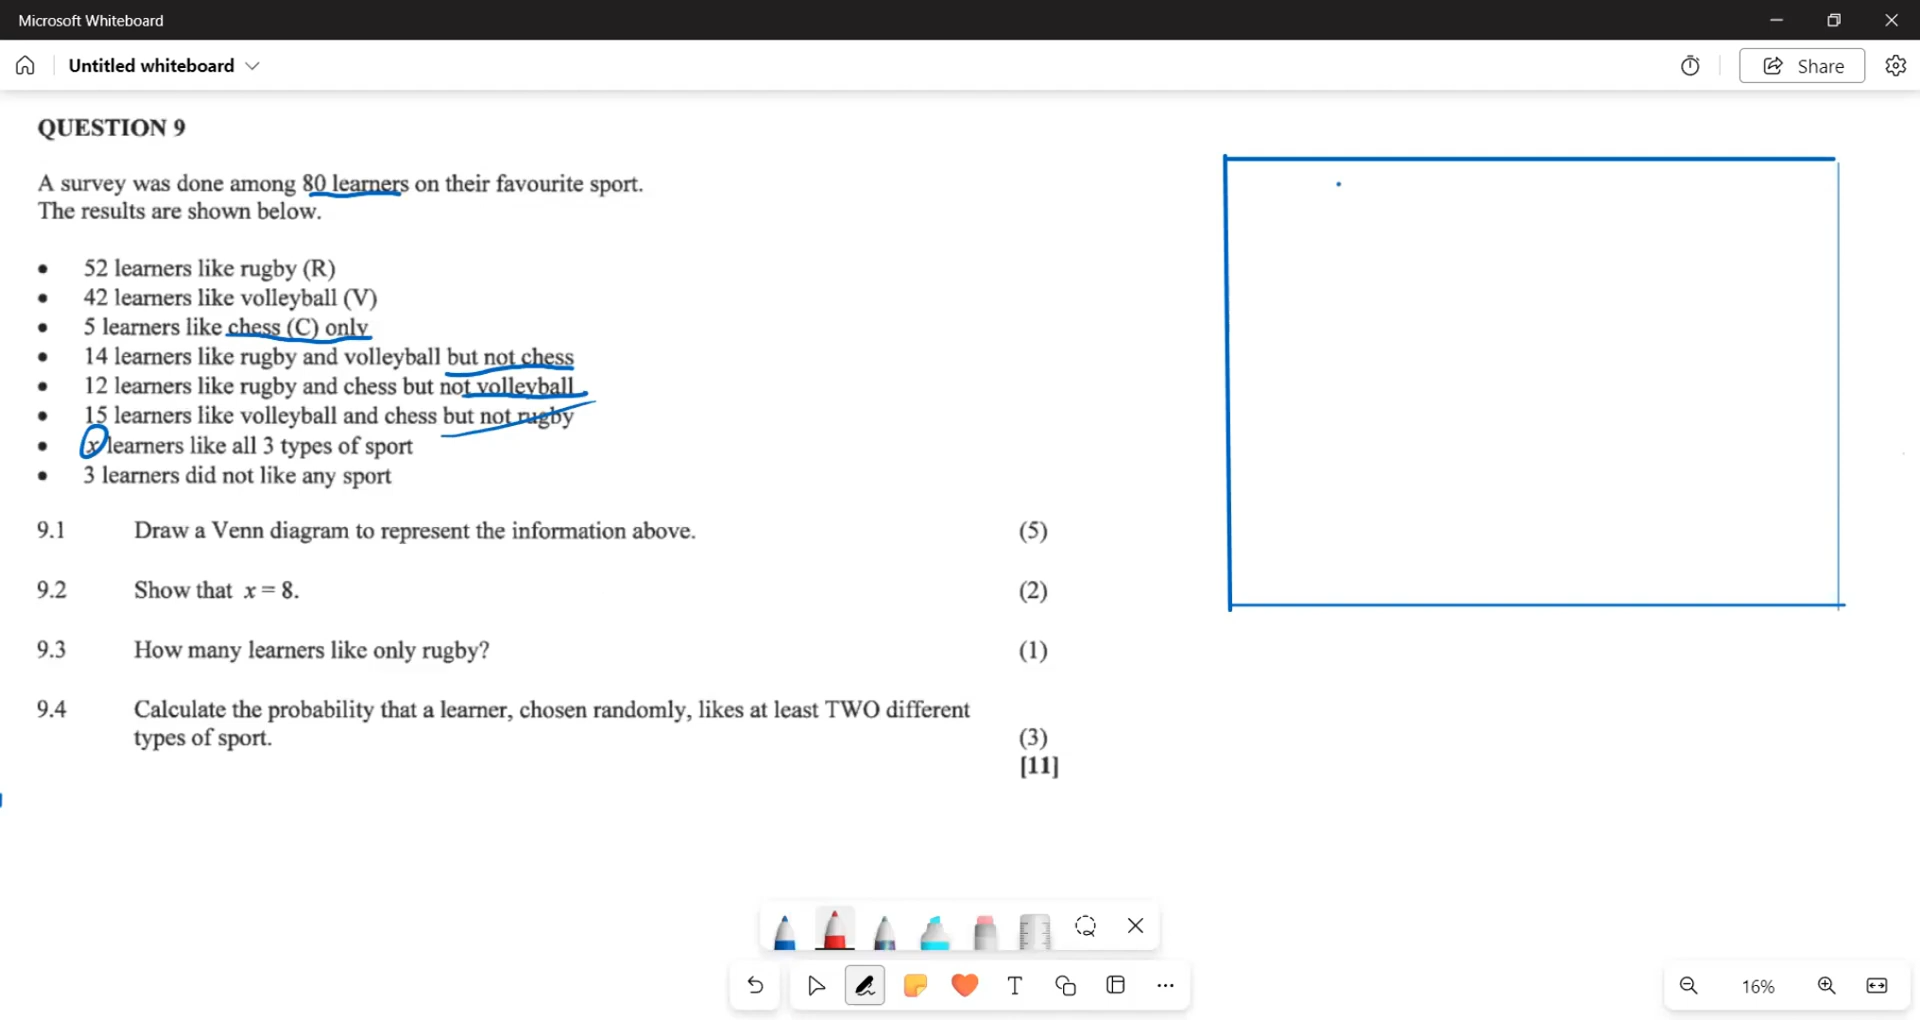 Microsoft Whiteboard
Untitled whiteboard
Share
QUESTION 9
A survey was done among 80 learners on their favourite sport.
The results are shown below.
• 52 learners like rugby (R)
• 42 learners like volleyball (V)
• 5 learners like chess (C) only
• 14 learners like rugby and volleyball but not chess
• 12 learners like rugby and chess but not volleyball
• 15 learners like volleyball and chess but not rugby
• x learners like all 3 types of sport
• 3 learners did not like any sport
9.1 Draw a Venn diagram to represent the information above. (5)
9.2 Show that x = 8. (2)
9.3 How many learners like only rugby? (1)
9.4 Calculate the probability that a learner, chosen randomly, likes at least TWO different
types of sport. (3)
[11]
16%